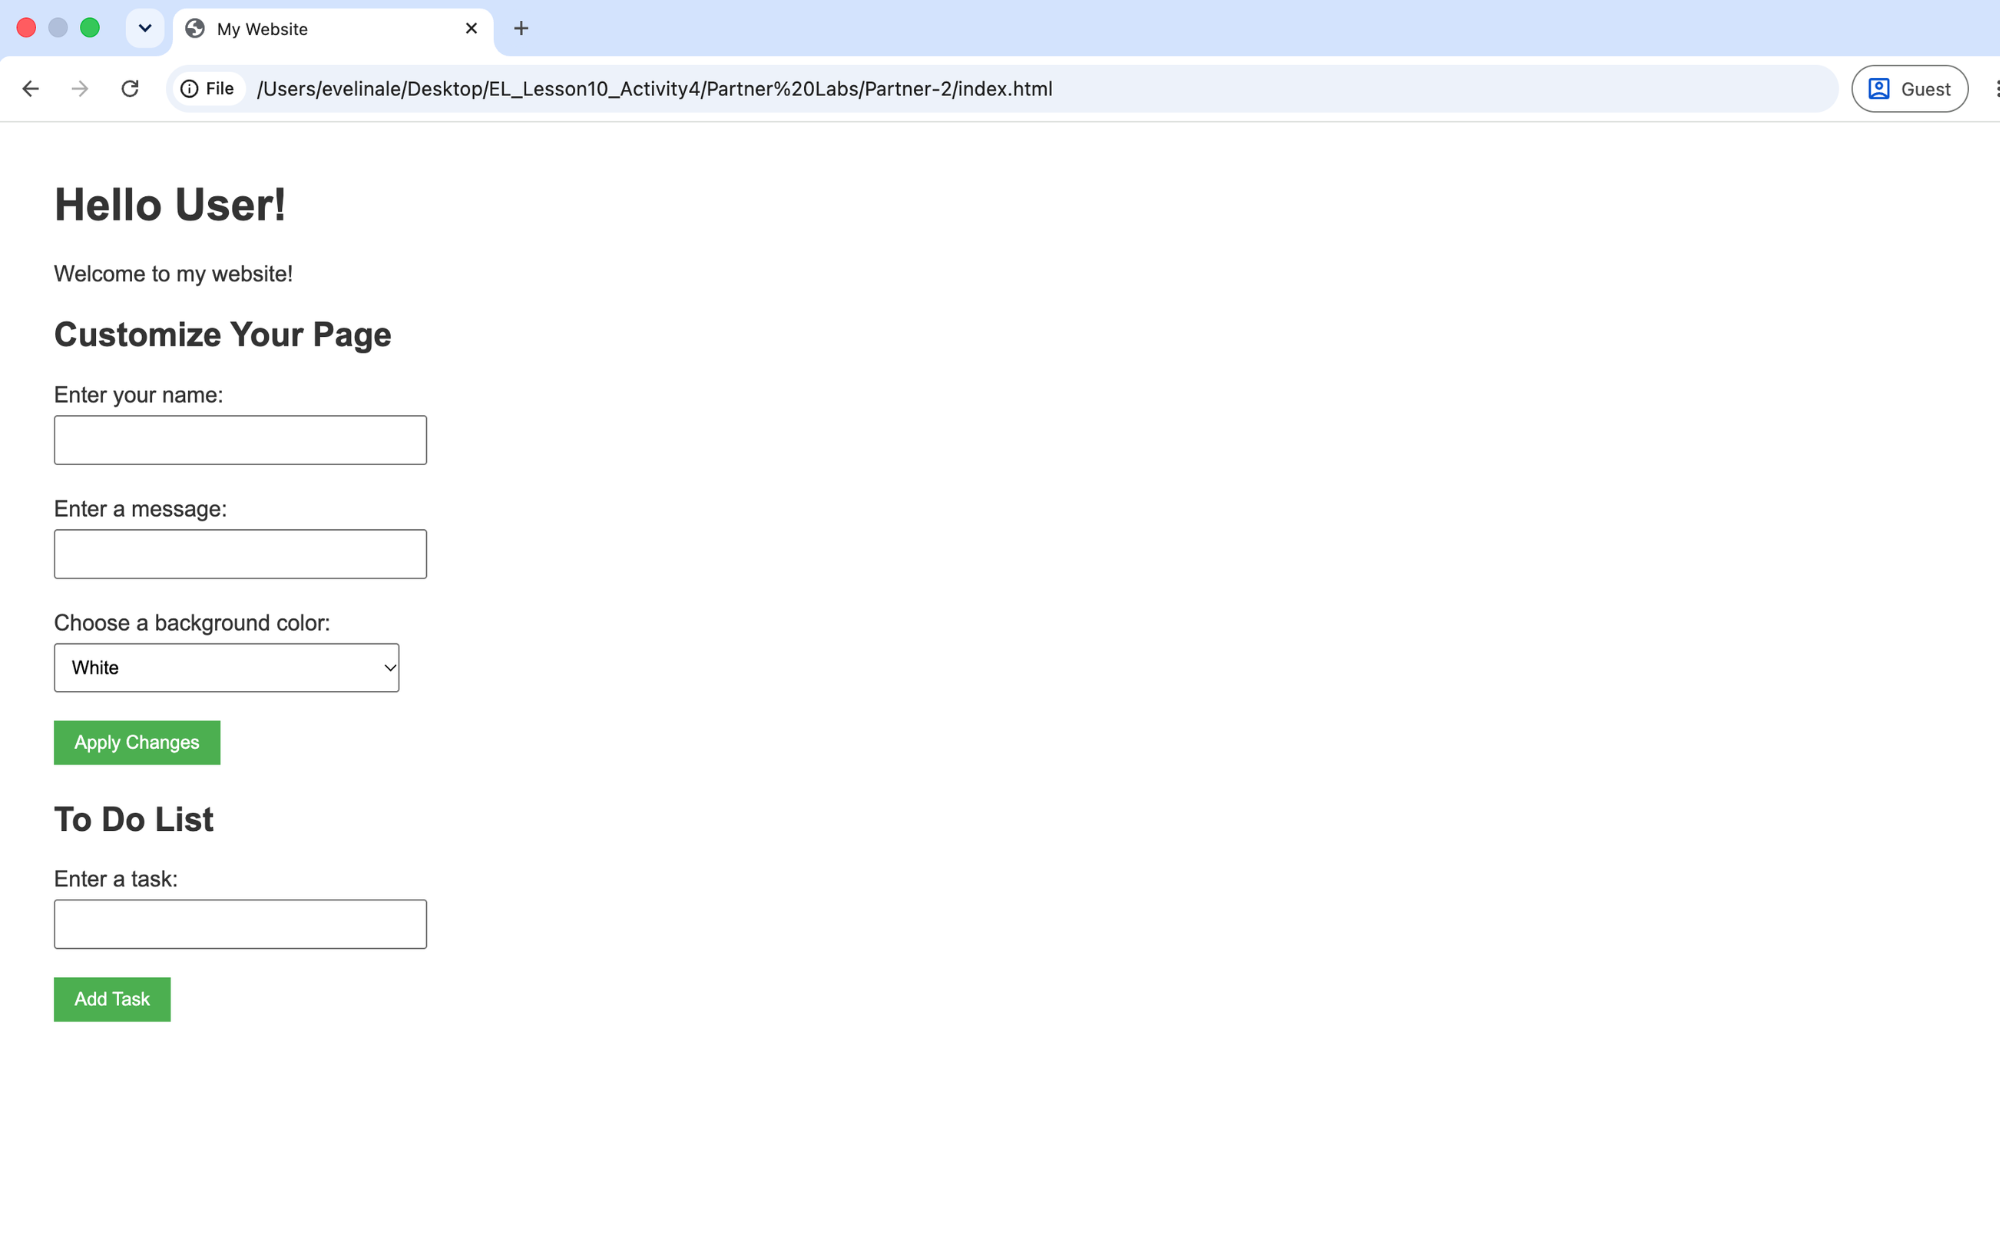 My Website
File /Users/evelinale/Desktop/EL_Lesson10_Activity4/Partner%20Labs/Partner-2/index.html Guest
Hello User!
Welcome to my website!
Customize Your Page
Enter your name:
Enter a message:
Choose a background color:
White
Apply Changes
To Do List
Enter a task:
Add Task